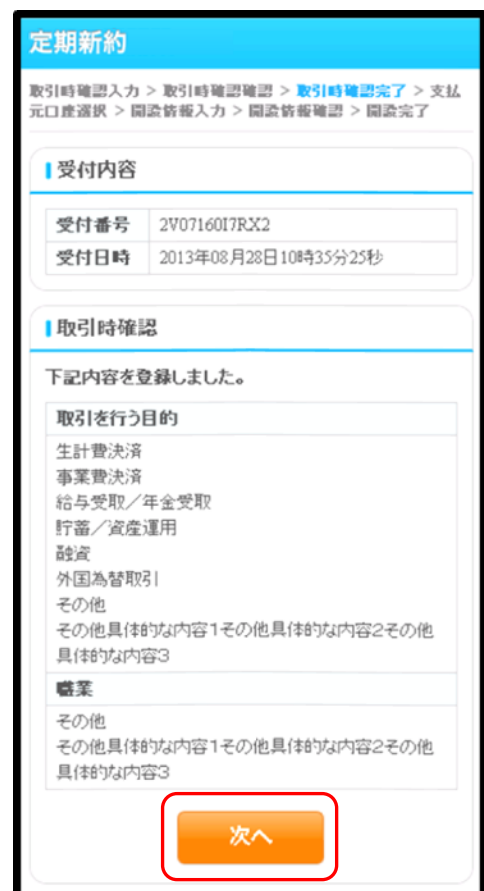 定期新約
取引時確認入力 > 取引時確認確認 > 取引時確認完了 > 支払
元口座選択 > 開設情報入力 > 開設情報確認 > 開設完了
受付内容
受付番号 2V07160I7RX2
受付日時 2013年08月28日10時35分25秒
取引時確認
下記内容を登録しました。
取引を行う目的
生計費決済
事業費決済
給与受取／年金受取
貯蓄／資産運用
融資
外国為替取引
その他
その他具体的な内容1その他具体的な内容2その他
具体的な内容3
職業
その他
その他具体的な内容1その他具体的な内容2その他
具体的な内容3
次へ